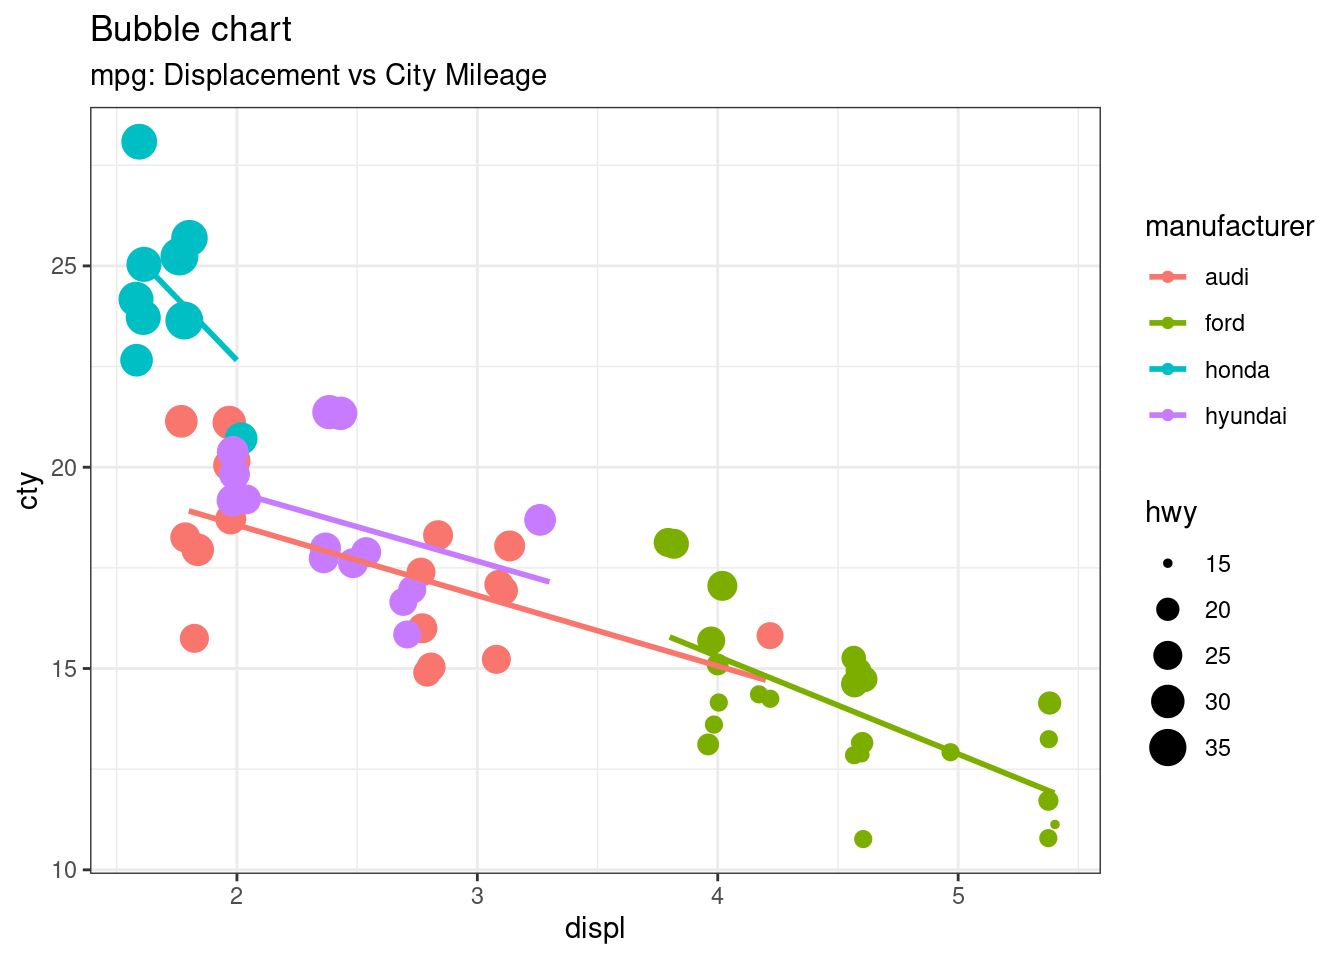 Bubble chart
mpg: Displacement vs City Mileage
25
20
15
10
cty
2
3
4
5
displ
manufacturer
audi
ford
honda
hyundai
hwy
15
20
25
30
35